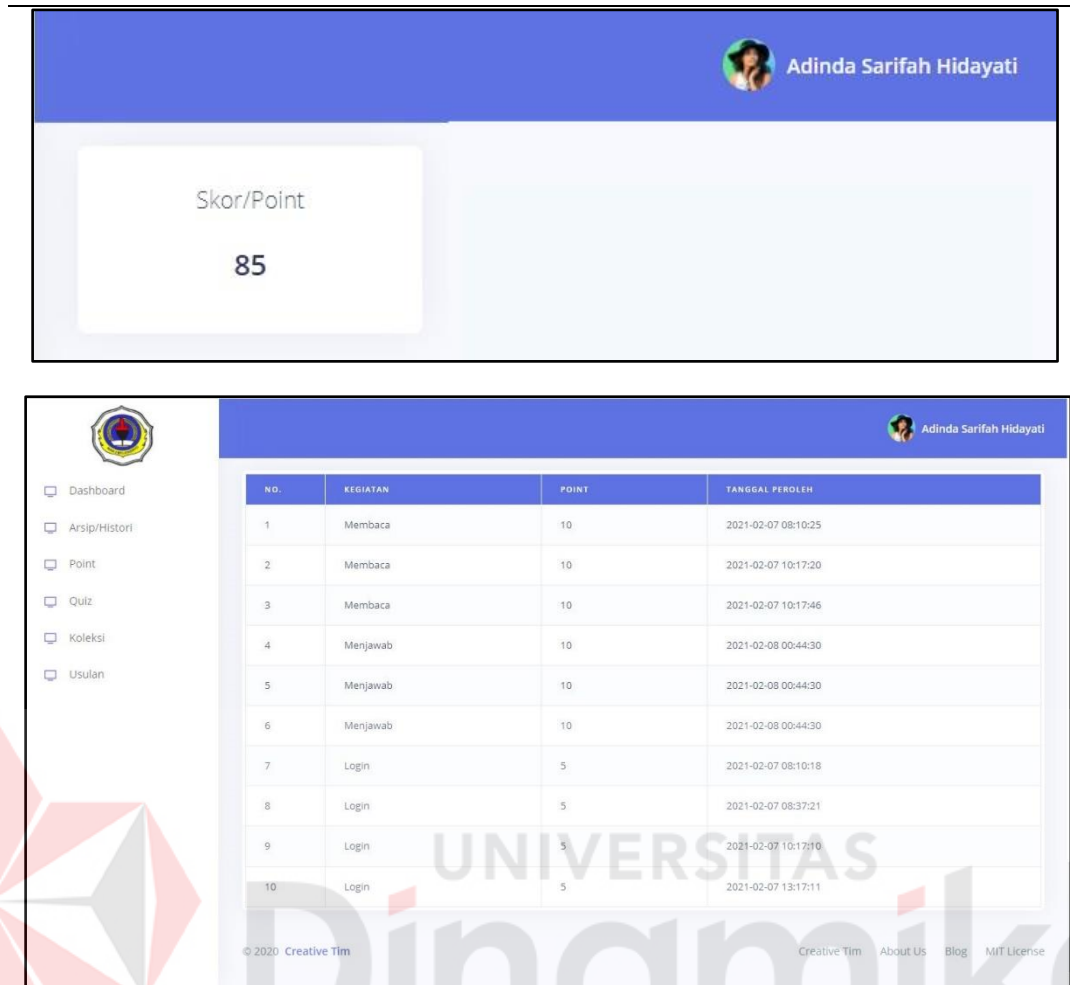 Adinda Sarifah Hidayati
Skor/Point
85
Adinda Sarifah Hidayati
Dashboard
Arsip/Histori
Point
Quiz
Koleksi
Usulan
NO. KEGIATAN POINT TANGGAL PEROLEH
1 Membaca 10 2021-02-07 08:10:25
2 Membaca 10 2021-02-07 10:17:20
3 Membaca 10 2021-02-07 10:17:46
4 Menjawab 10 2021-02-08 00:44:30
5 Menjawab 10 2021-02-08 00:44:30
6 Menjawab 10 2021-02-08 00:44:30
7 Login 5 2021-02-07 08:10:18
8 Login 5 2021-02-07 08:37:21
9 Login 5 2021-02-07 10:17:10
10 Login 5 2021-02-07 13:17:11
UNIVERSITAS
Dinamika
© 2020 Creative Tim
Creative Tim About Us Blog MIT License